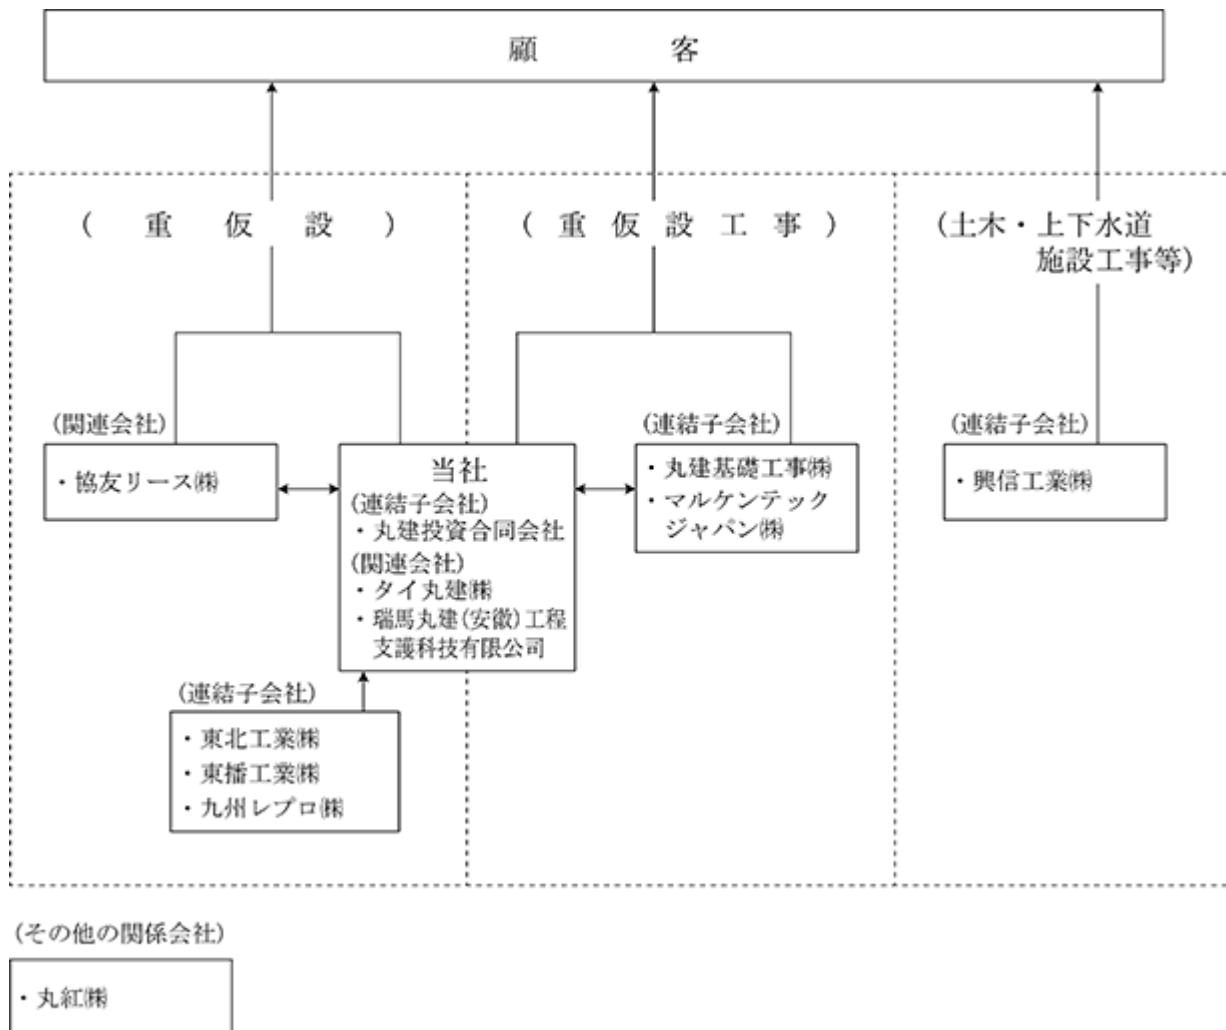 顧客
(重仮設)
(重仮設工事)
(土木・上下水道
施設工事等)
(関連会社)
・協友リース㈱
当社
(連結子会社)
・丸建投資合同会社
(関連会社)
・タイ丸建㈱
・瑞馬丸建(安徽)工程
支護科技有限公司
(連結子会社)
・丸建基礎工事㈱
・マルケンテック
ジャパン㈱
(連結子会社)
・興信工業㈱
(連結子会社)
・東北工業㈱
・東播工業㈱
・九州レプロ㈱
(その他の関係会社)
・丸紅㈱